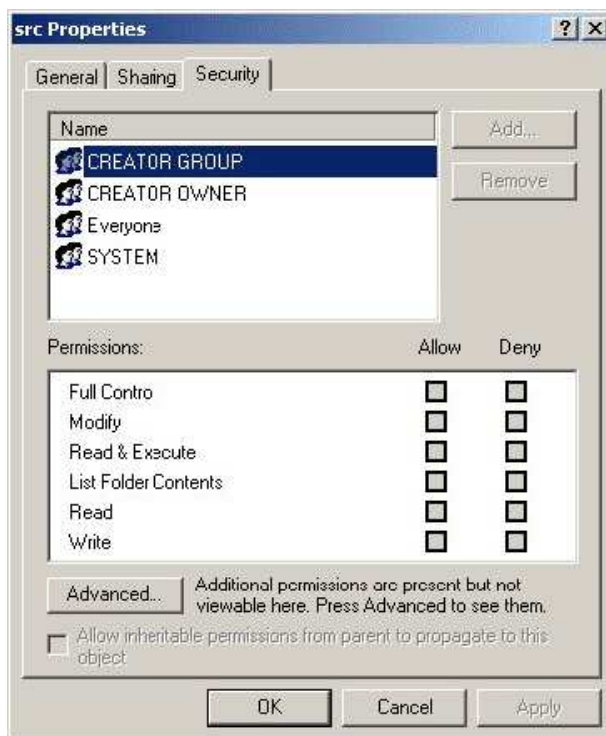 src Properties
General Sharing Security
Name
Add...
CREATOR GROUP
Remove
CREATOR OWNER
Everyone
SYSTEM
Permissions: Allow Deny
Full Contro
Modify
Read & Execute
List Folder Contents
Read
Write
Advanced... Additional permissions are present but not
viewable here. Press Advanced to see them.
Allow inheritable permissions from parent to propagate to this
object
OK Cancel Apply